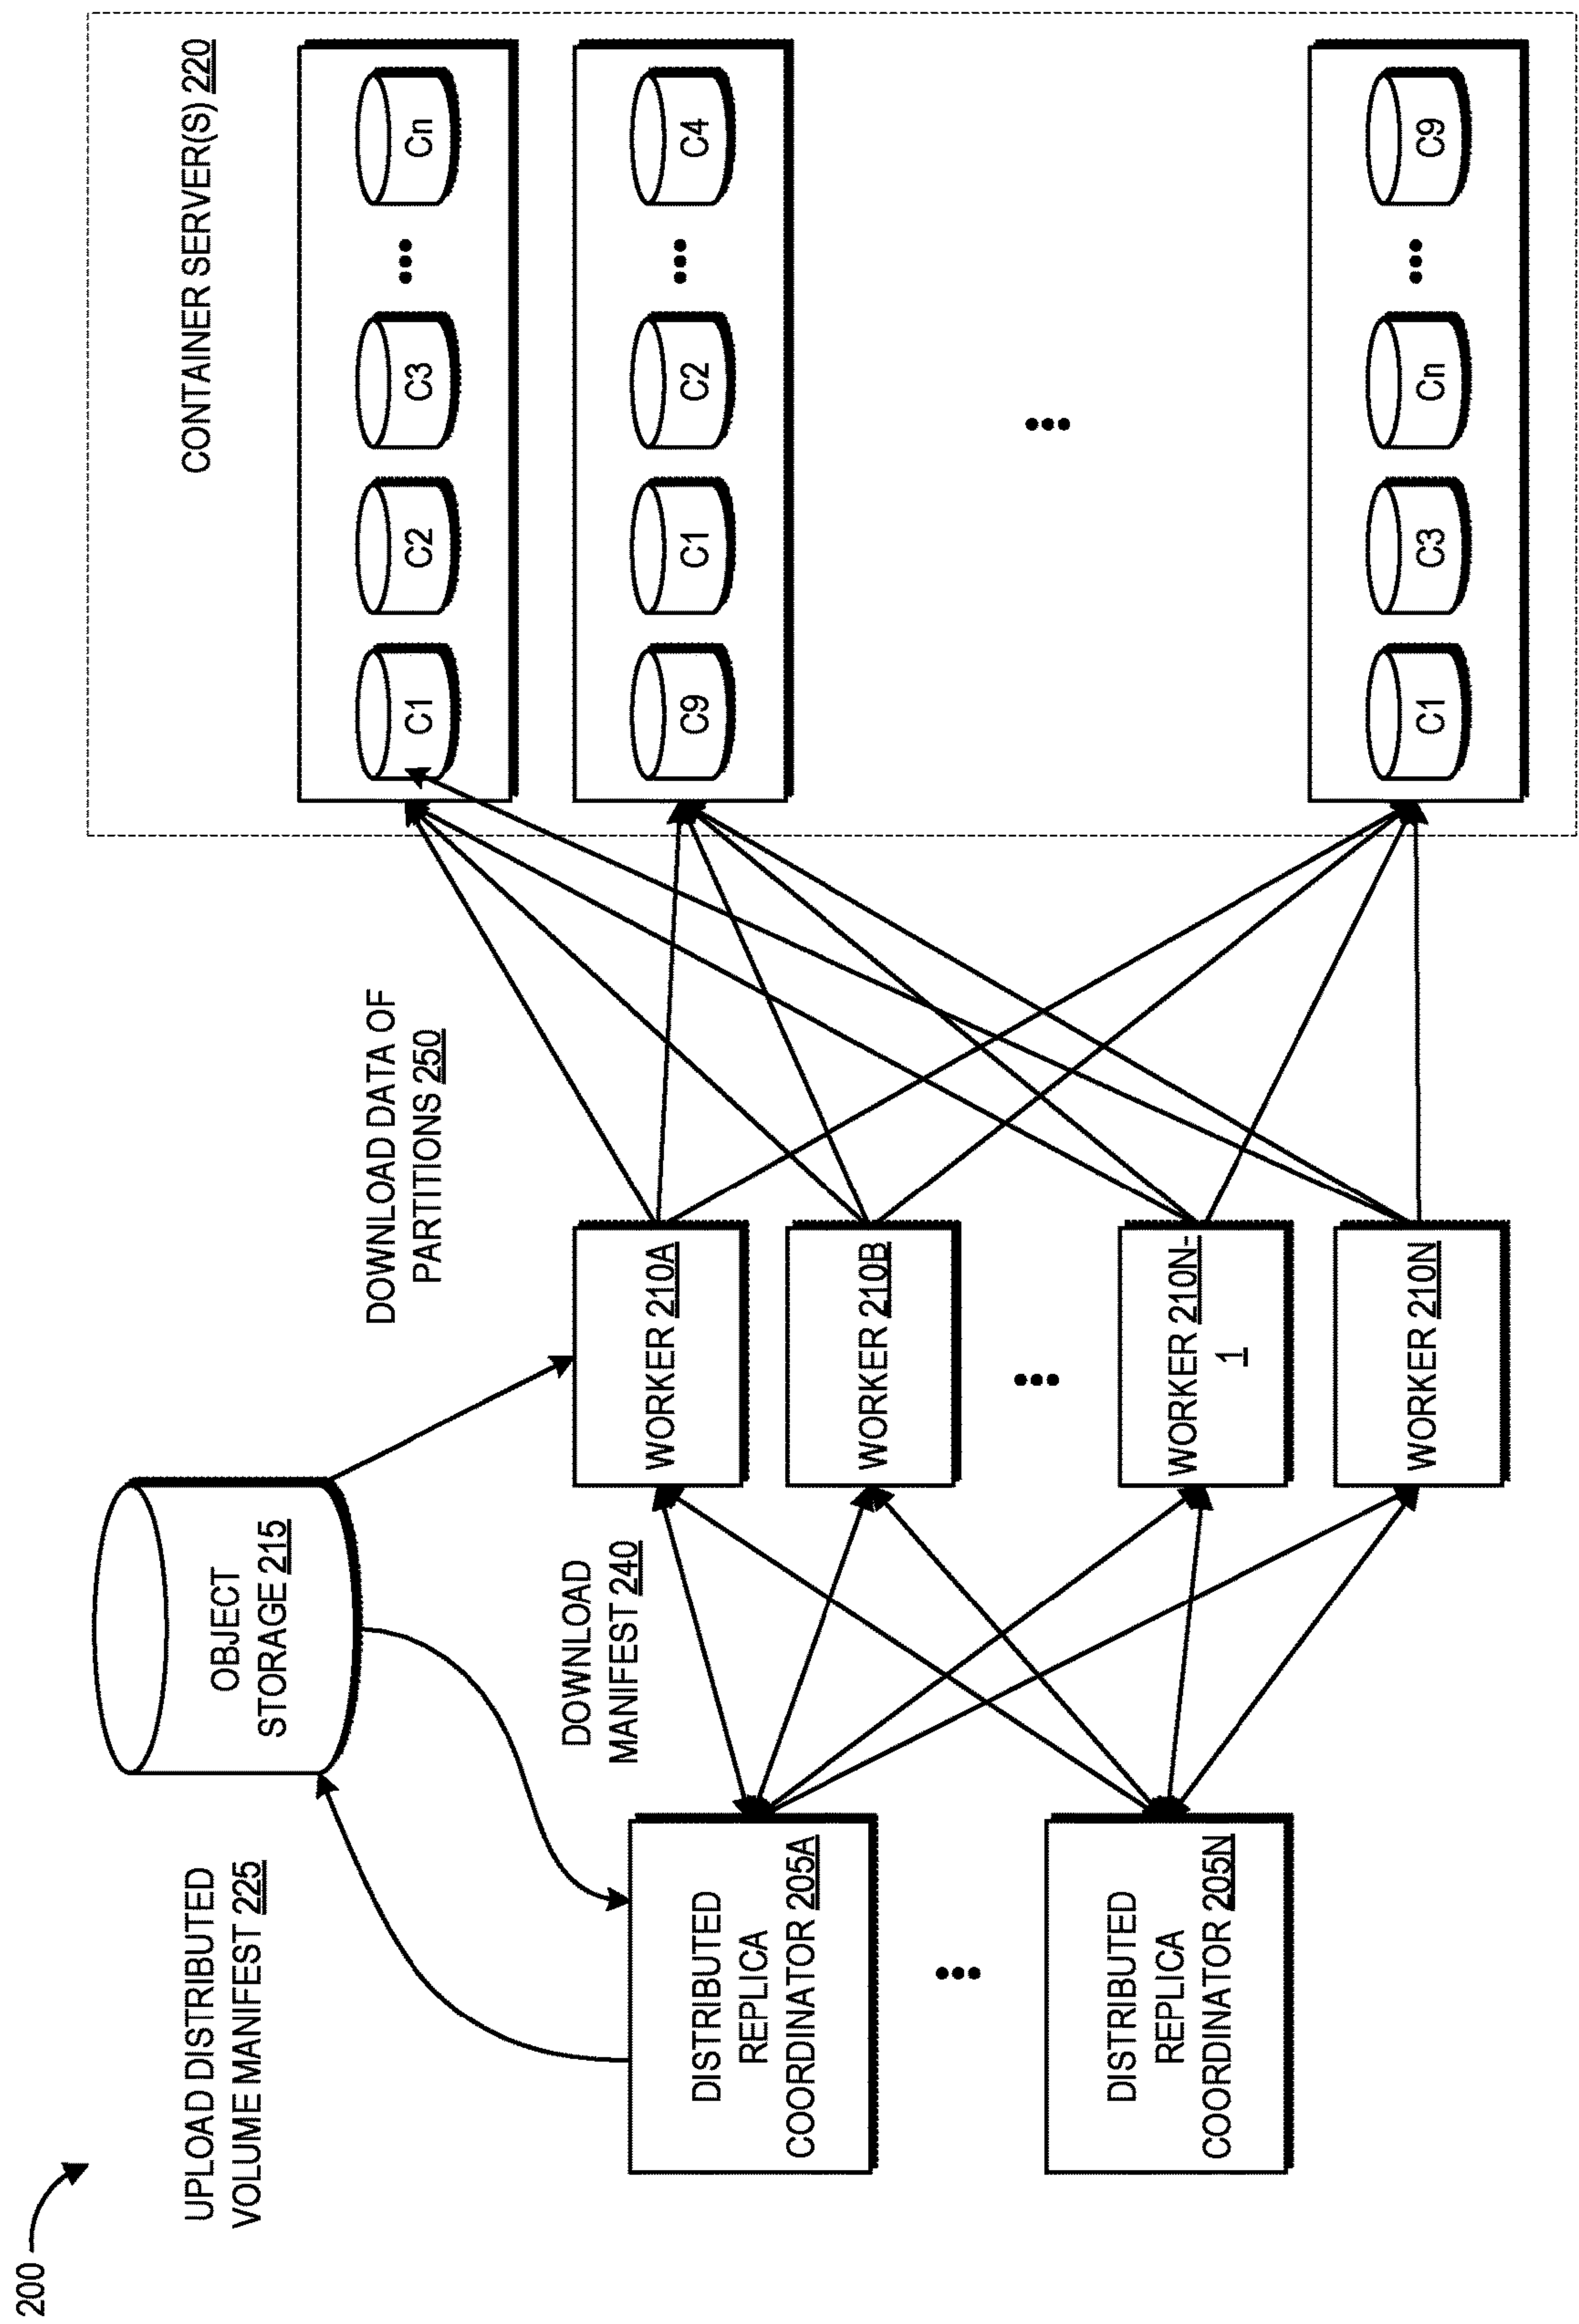 200
UPLOAD DISTRIBUTED
VOLUME MANIFEST 225
OBJECT
STORAGE 215
DOWNLOAD
MANIFEST 240
DOWNLOAD DATA OF
PARTITIONS 250
CONTAINER SERVER(S) 220
DISTRIBUTED
REPLICA
COORDINATOR 205A
•••
DISTRIBUTED
REPLICA
COORDINATOR 205N
WORKER 210A
WORKER 210B
•••
WORKER 210N-
1
WORKER 210N
C1 C2 C3 ••• Cn
C9 C1 C2 ••• C4
•••
C1 C3 Cn ••• C9